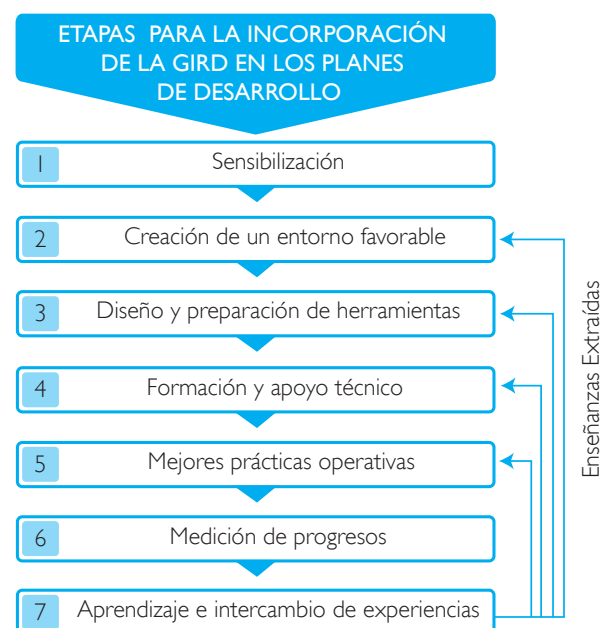 ETAPAS PARA LA INCORPORACIÓN
DE LA GIRD EN LOS PLANES
DE DESARROLLO
1 Sensibilización
2 Creación de un entorno favorable
3 Diseño y preparación de herramientas
4 Formación y apoyo técnico
5 Mejores prácticas operativas
6 Medición de progresos
7 Aprendizaje e intercambio de experiencias
Enseñanzas Extraídas